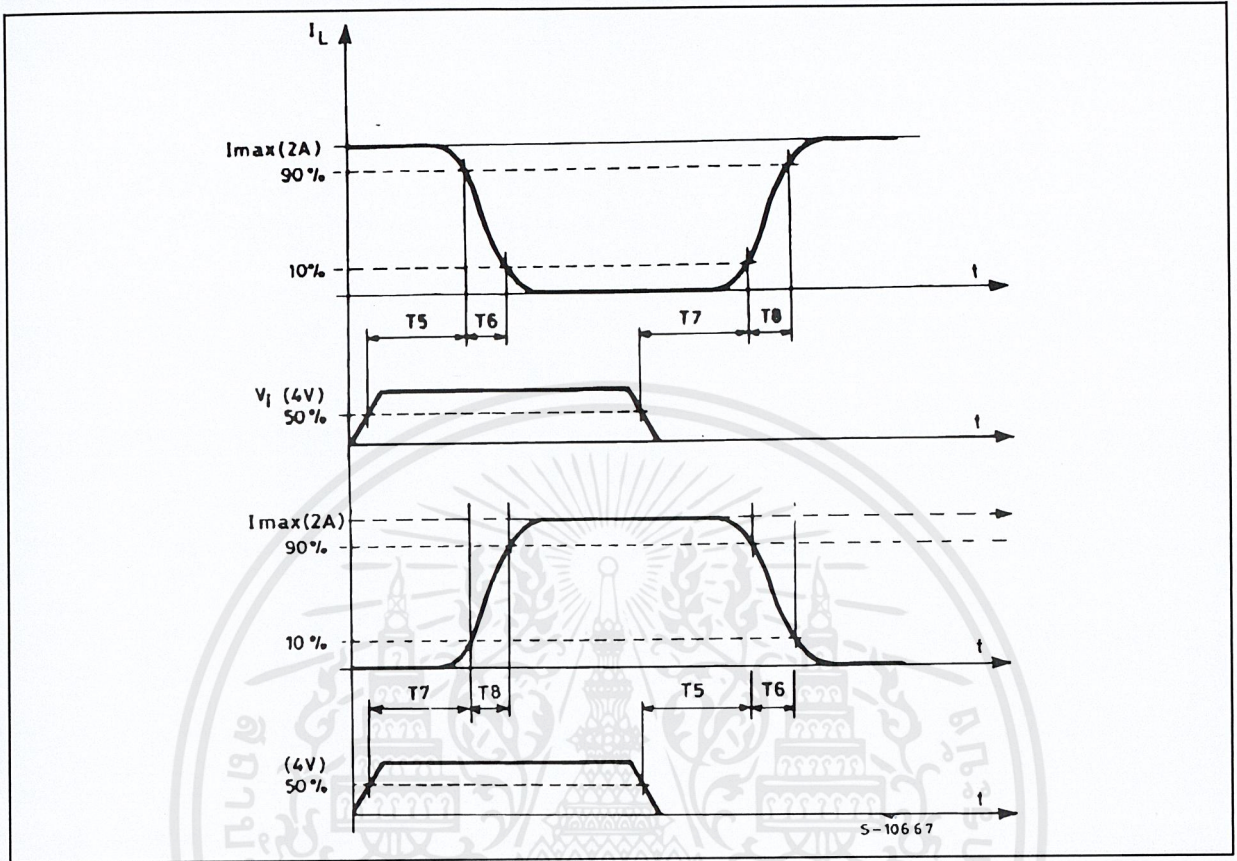 I_L
Imax(2A)
90%
10%
t
T5 T6 T7 T8
V_i (4V)
50%
t
Imax(2A)
90%
10%
t
T7 T8 T5 T6
(4V)
50%
t
S-10667